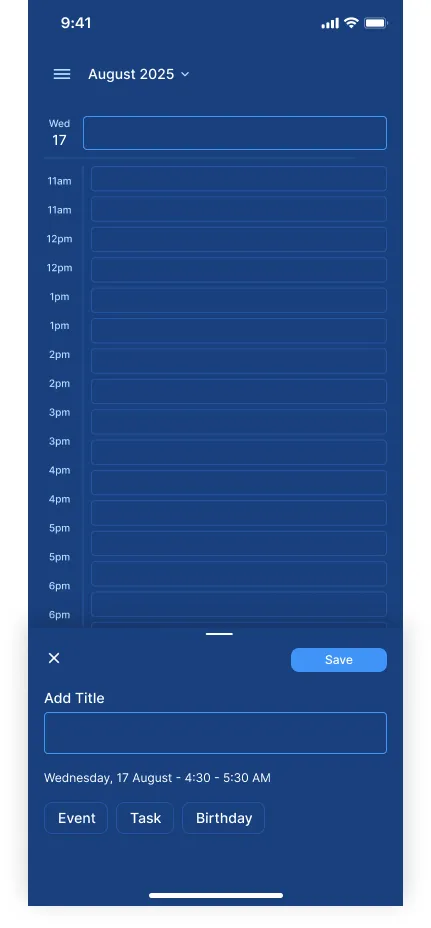 9:41
August 2025
Wed
17
11am
11am
12pm
12pm
1pm
1pm
2pm
2pm
3pm
3pm
4pm
4pm
5pm
5pm
6pm
6pm
Save
Add Title
Wednesday, 17 August - 4:30 - 5:30 AM
Event Task Birthday